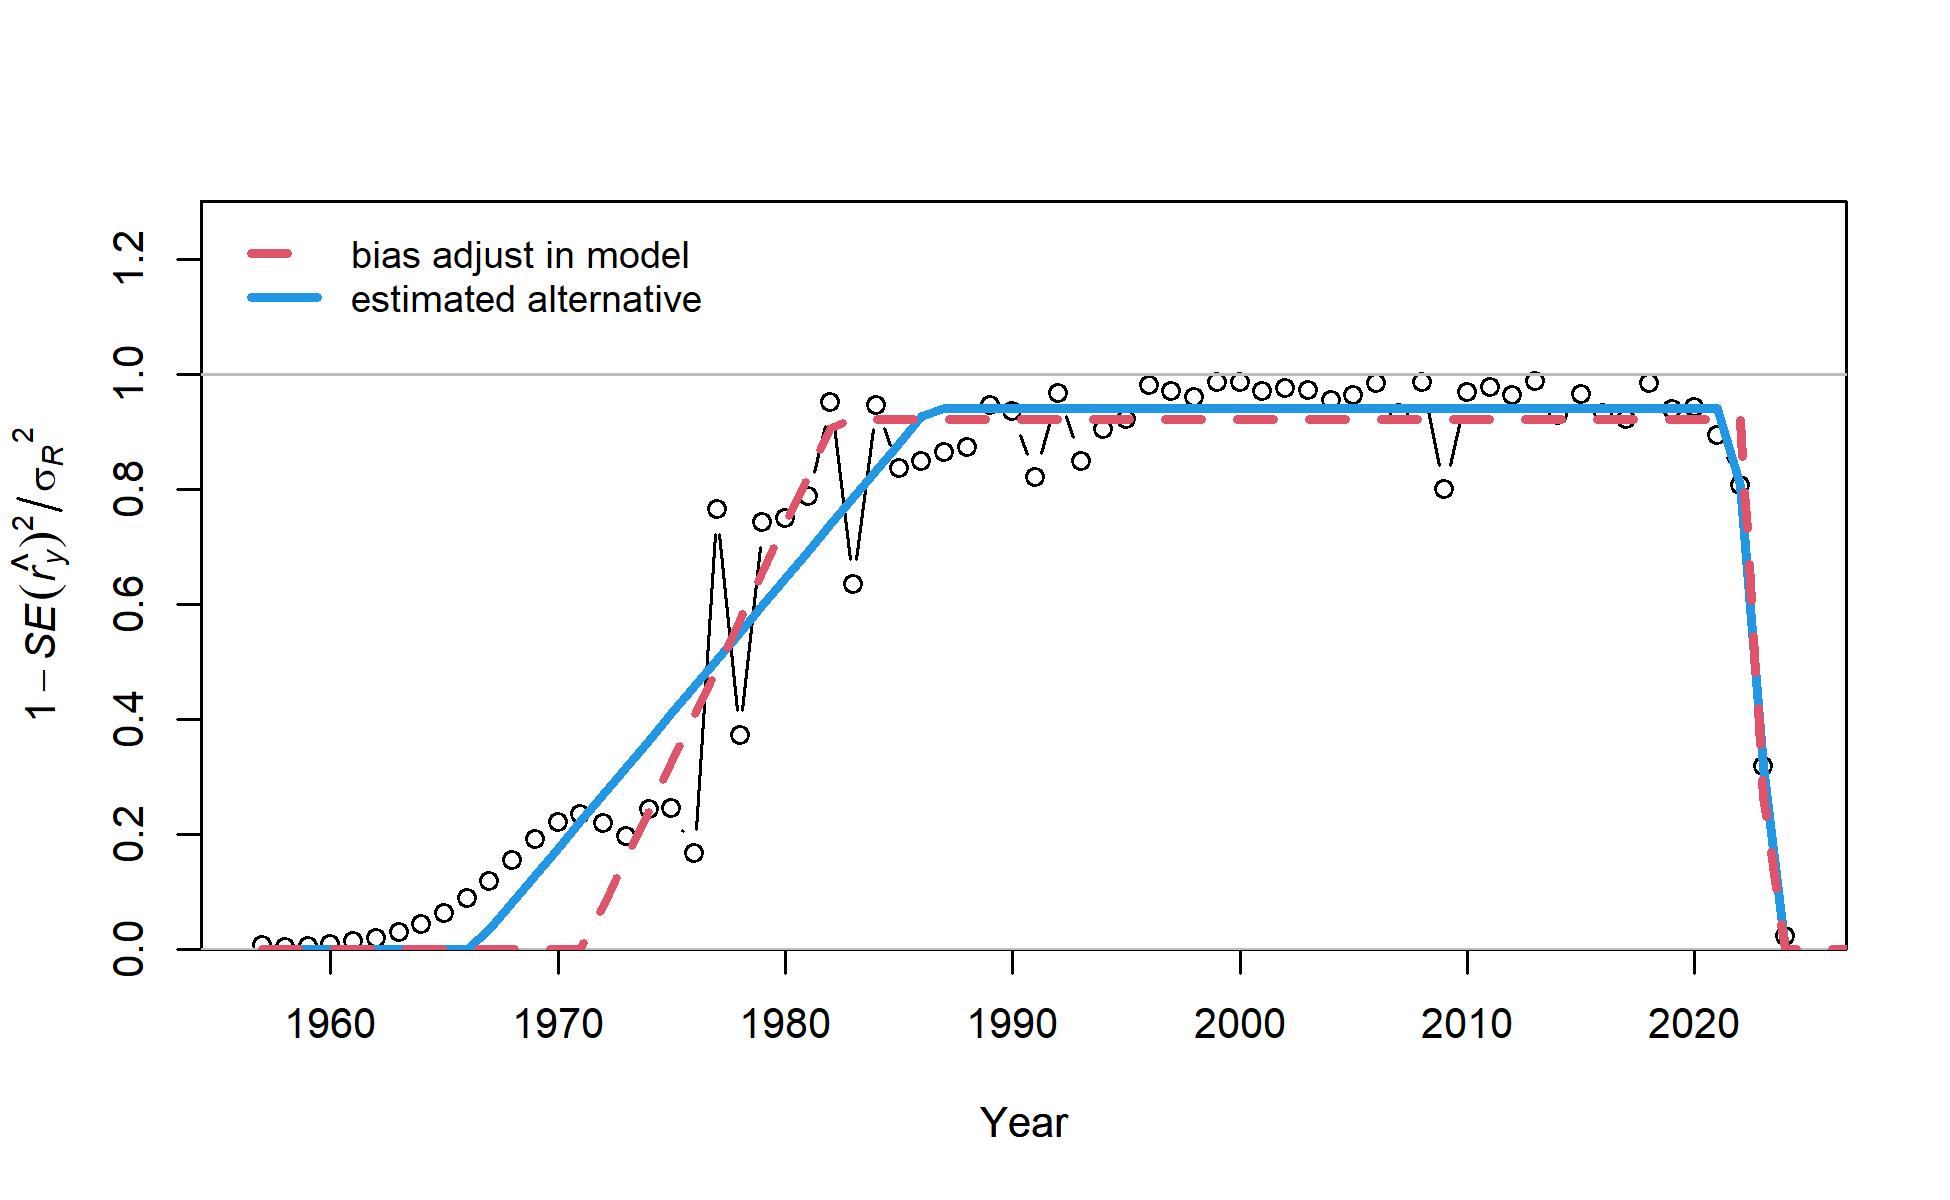 bias adjust in model
estimated alternative
1.2
1.0
0.8
0.6
0.4
0.2
0.0
1 − SE(r̂y)² / σR²
1960 1970 1980 1990 2000 2010 2020
Year